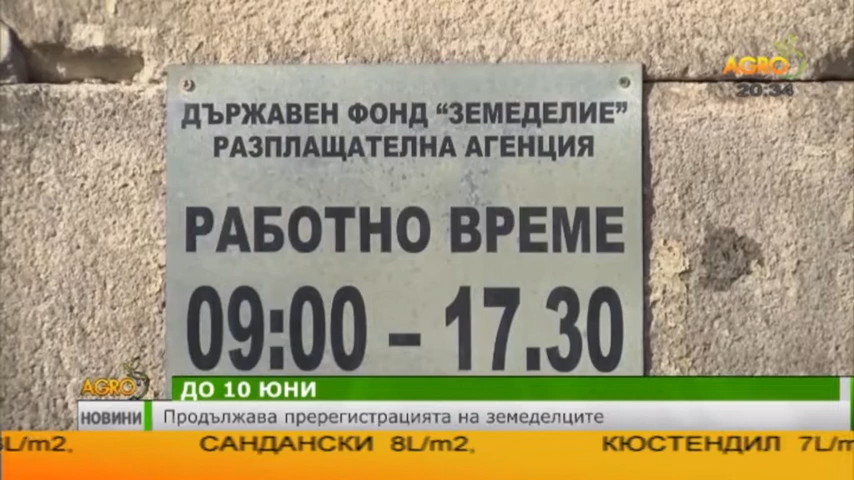 AGRO
20:34
ДЪРЖАВЕН ФОНД "ЗЕМЕДЕЛИЕ"
РАЗПЛАЩАТЕЛНА АГЕНЦИЯ
РАБОТНО ВРЕМЕ
09:00 – 17.30
AGRO
ДО 10 ЮНИ
НОВИНИ
Продължава пререгистрацията на земеделците
L/m2, САНДАНСКИ 8L/m2, КЮСТЕНДИЛ 7L/m